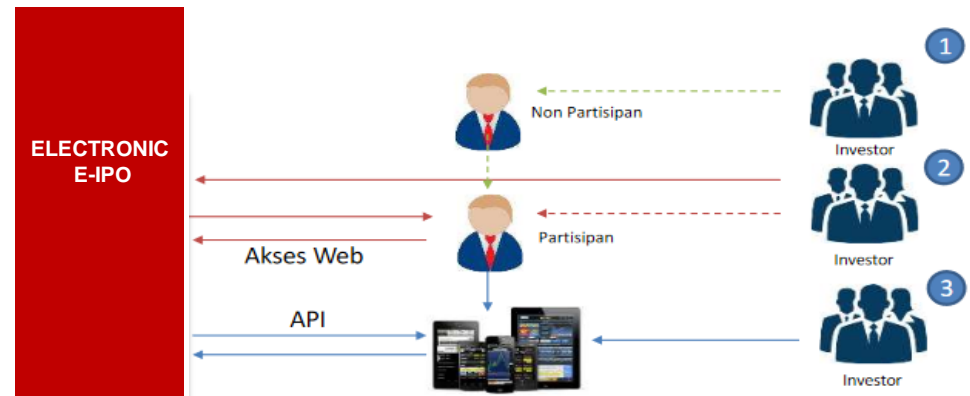 1
Non Partisipan
Investor
ELECTRONIC
E-IPO
2
Partisipan
Investor
Akses Web
3
API
Investor